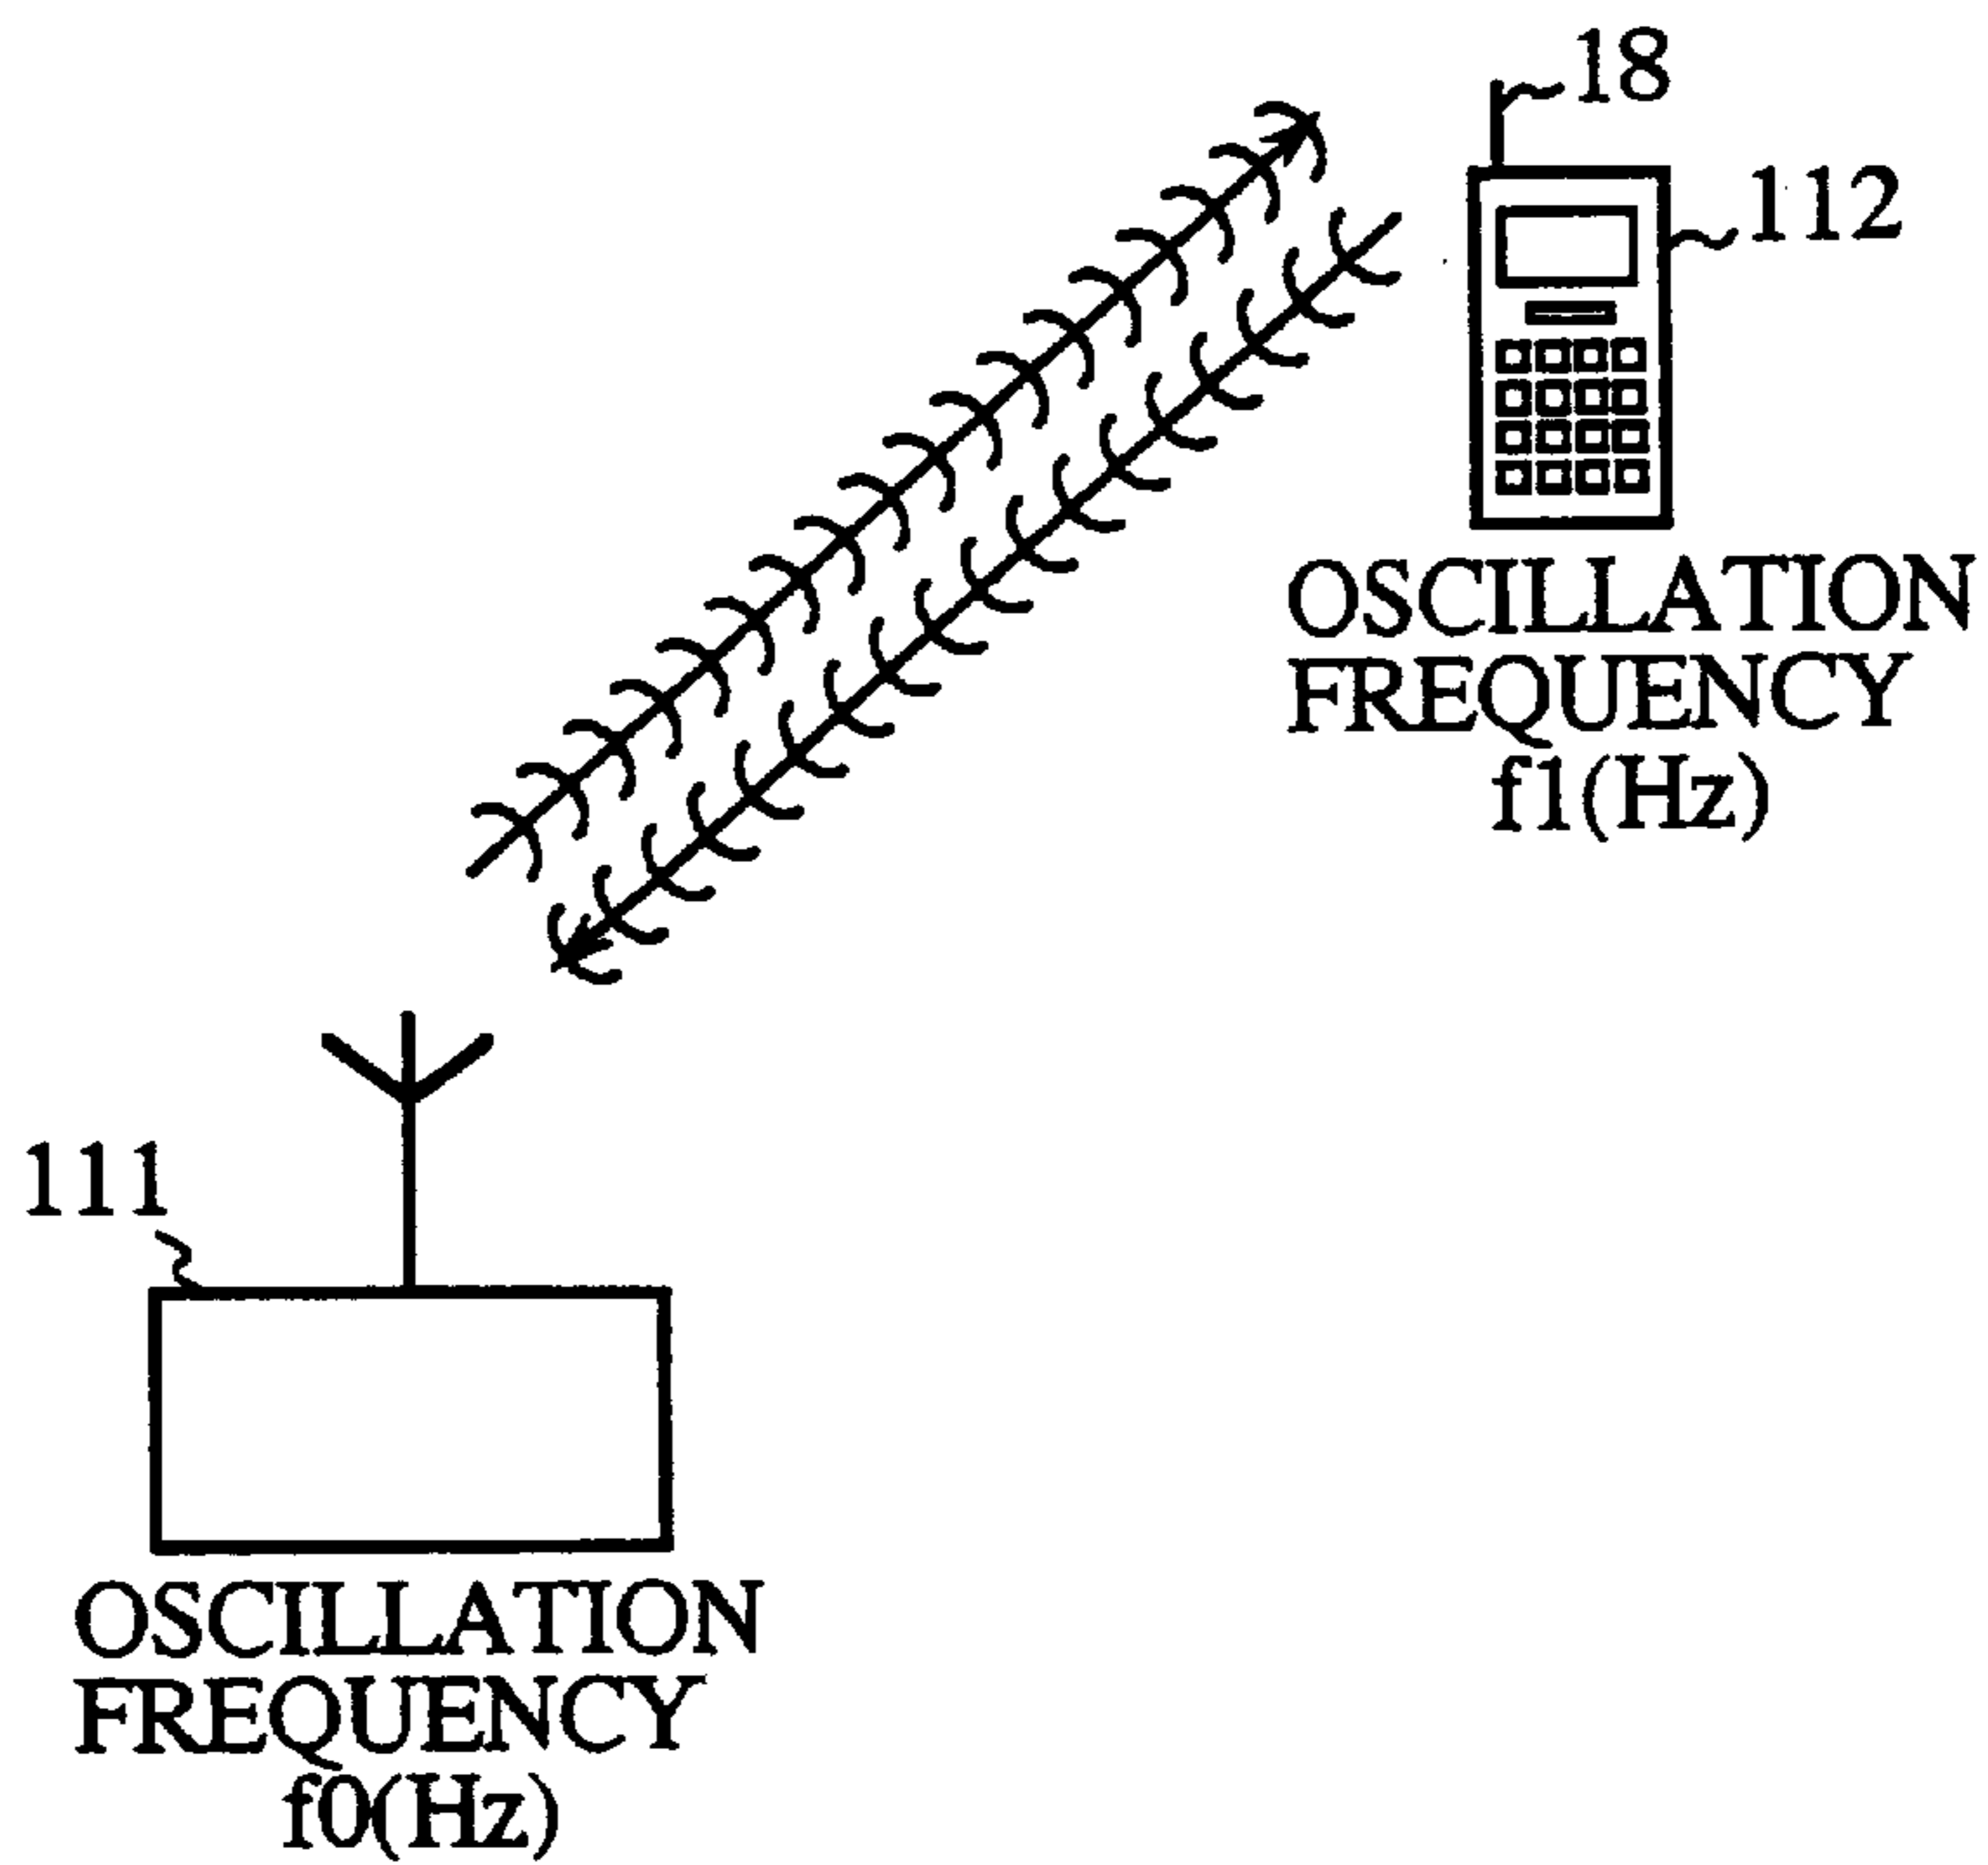 18
112
OSCILLATION
FREQUENCY
f1(Hz)
111
OSCILLATION
FREQUENCY
f0(Hz)